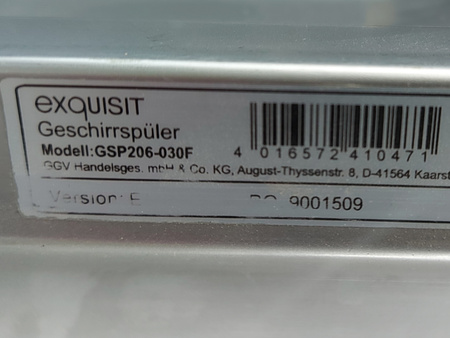 exquisit
Geschirrspüler
Modell:GSP206-030F
4 016572 410471
GGV Handelsges. mbH & Co. KG, August-Thyssenstr. 8, D-41564 Kaarst
Version: E 9001509